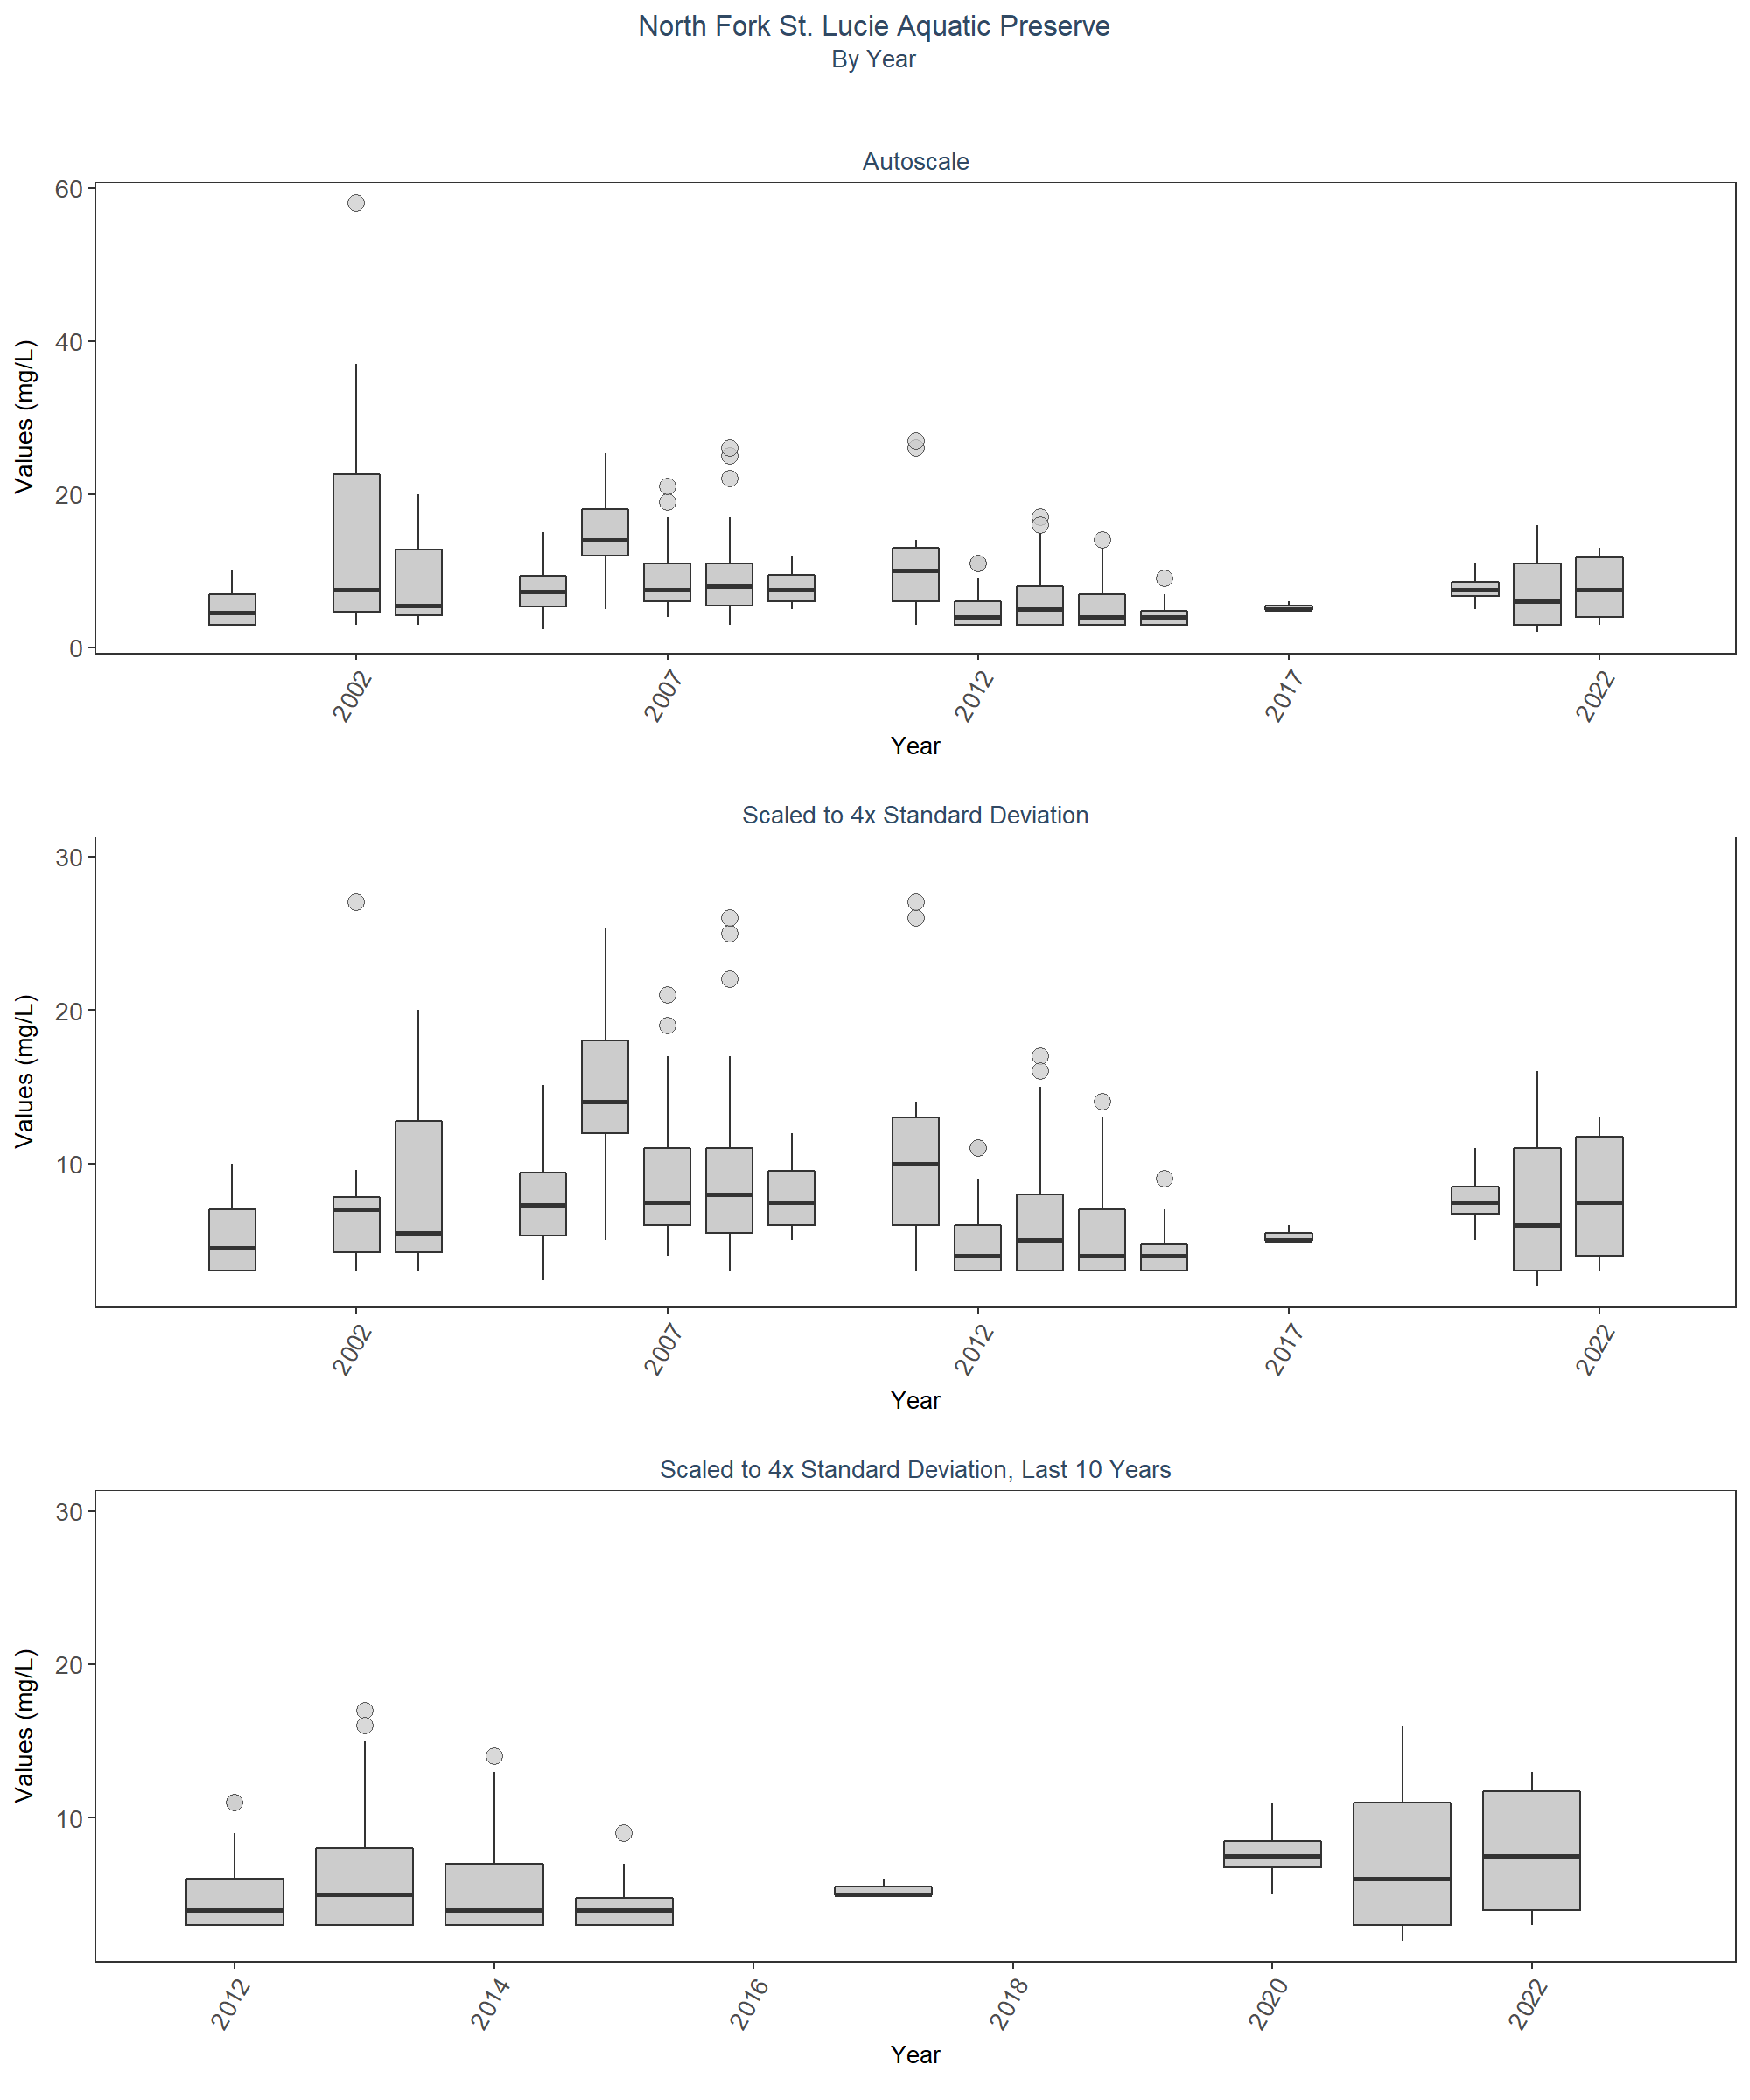 North Fork St. Lucie Aquatic Preserve
By Year
Autoscale
Values (mg/L)
60
40
20
0
2002
2007
2012
2017
2022
Year
Scaled to 4x Standard Deviation
Values (mg/L)
30
20
10
2002
2007
2012
2017
2022
Year
Scaled to 4x Standard Deviation, Last 10 Years
Values (mg/L)
30
20
10
2012
2014
2016
2018
2020
2022
Year